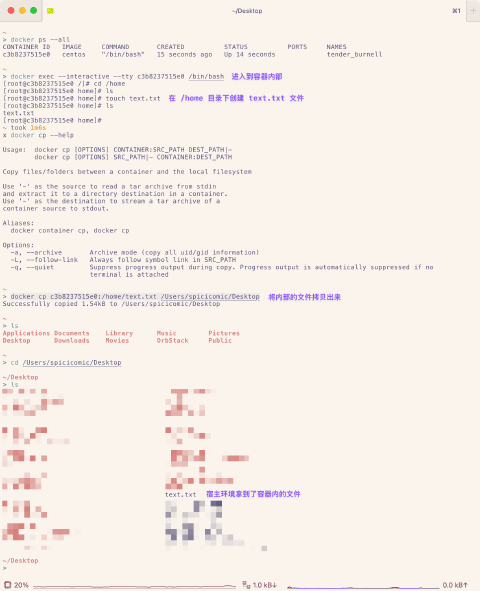 ~/Desktop
⌘1
~
> docker ps --all
CONTAINER ID IMAGE COMMAND CREATED STATUS PORTS NAMES
c3b8237515e0 centos "/bin/bash" 15 seconds ago Up 14 seconds tender_burnell
~
> docker exec --interactive --tty c3b8237515e0 /bin/bash 进入到容器内部
[root@c3b8237515e0 /]# cd /home
[root@c3b8237515e0 home]# ls
[root@c3b8237515e0 home]# touch text.txt 在 /home 目录下创建 text.txt 文件
[root@c3b8237515e0 home]# ls
text.txt
[root@c3b8237515e0 home]#
~ took 1m6s
x docker cp --help
Usage: docker cp [OPTIONS] CONTAINER:SRC_PATH DEST_PATH|-
docker cp [OPTIONS] SRC_PATH|- CONTAINER:DEST_PATH
Copy files/folders between a container and the local filesystem
Use '-' as the source to read a tar archive from stdin
and extract it to a directory destination in a container.
Use '-' as the destination to stream a tar archive of a
container source to stdout.
Aliases:
docker container cp, docker cp
Options:
-a, --archive Archive mode (copy all uid/gid information)
-L, --follow-link Always follow symbol link in SRC_PATH
-q, --quiet Suppress progress output during copy. Progress output is automatically suppressed if no
terminal is attached
~
> docker cp c3b8237515e0:/home/text.txt /Users/spicicomic/Desktop 将内部的文件拷贝出来
Successfully copied 1.54kB to /Users/spicicomic/Desktop
~
> ls
Applications Documents Library Music Pictures
Desktop Downloads Movies OrbStack Public
~
> cd /Users/spicicomic/Desktop
~/Desktop
> ls
text.txt 宿主环境拿到了容器内的文件
~/Desktop
>
20% 1.0 kB↓ 0.0 kB↑